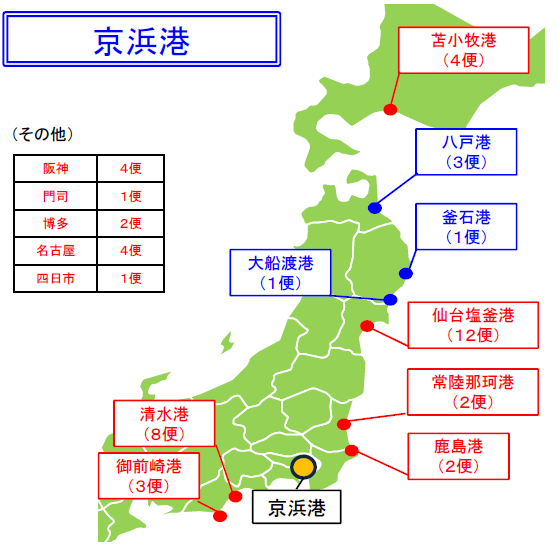 京浜港
苫小牧港
（4便）
八戸港
（3便）
（その他）
阪神 4便
門司 1便
博多 2便
名古屋 4便
四日市 1便
釜石港
（1便）
大船渡港
（1便）
仙台塩釜港
（12便）
常陸那珂港
（2便）
清水港
（8便）
鹿島港
（2便）
御前崎港
（3便）
京浜港